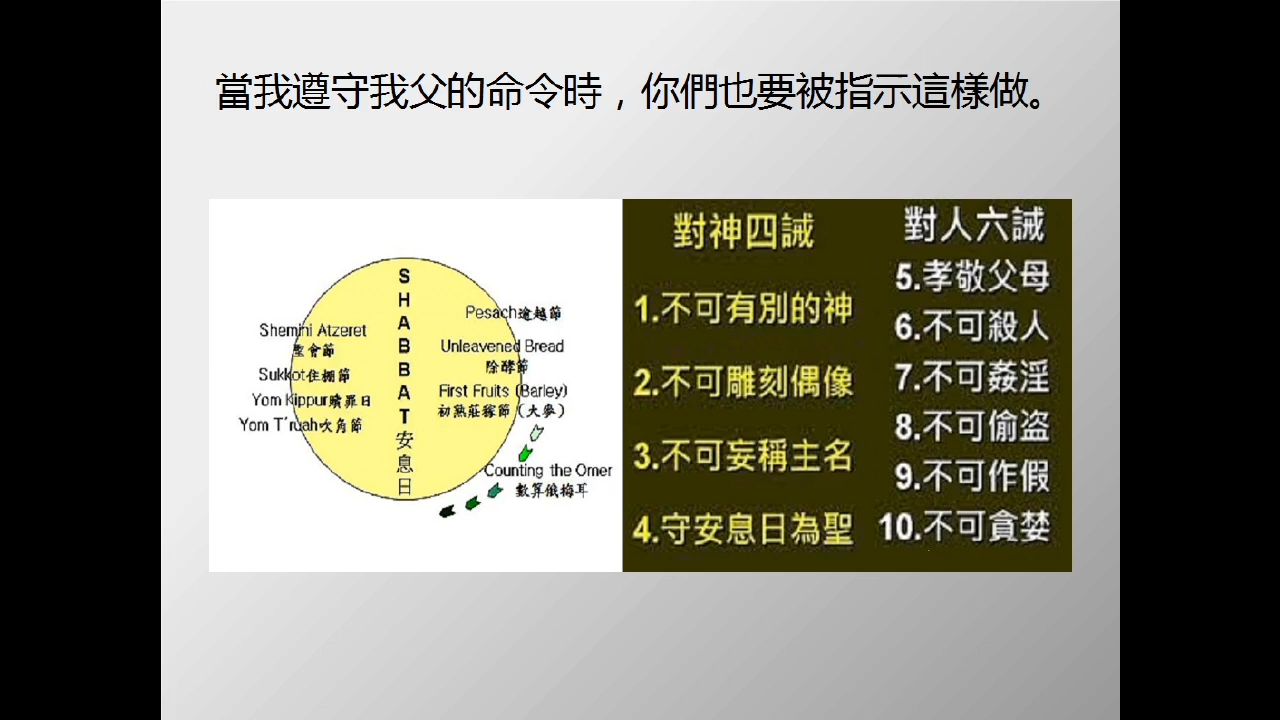 當我遵守我父的命令時，你們也要被指示這樣做。
SHABBAT安息日
Shemini Atzeret
聖會節
Sukkot住棚節
Yom Kippur贖罪日
Yom T'ruah吹角節
Pesach逾越節
Unleavened Bread
除酵節
First Fruits (Barley)
初熟莊稼節（大麥）
Counting the Omer
數算俄梅耳
對神四誡
1.不可有別的神
2.不可雕刻偶像
3.不可妄稱主名
4.守安息日為聖
對人六誡
5.孝敬父母
6.不可殺人
7.不可姦淫
8.不可偷盜
9.不可作假
10.不可貪婪